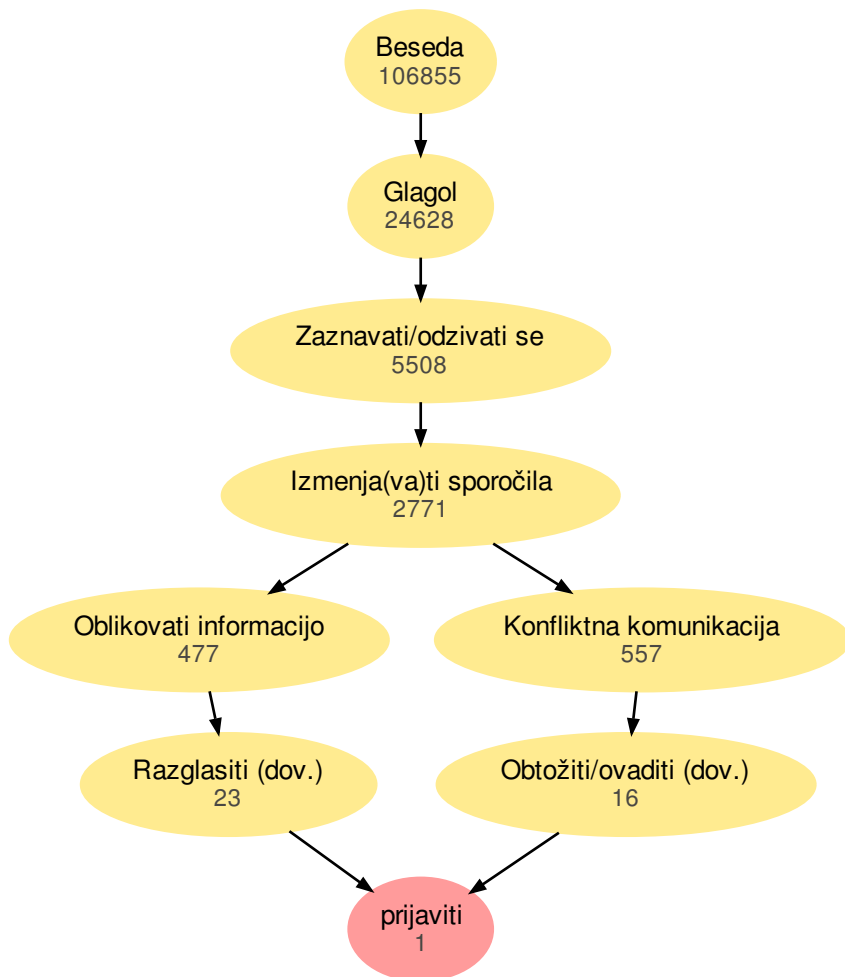 Beseda
106855
Glagol
24628
Zaznavati/odzivati se
5508
Izmenja(va)ti sporočila
2771
Oblikovati informacijo
477
Konfliktna komunikacija
557
Razglasiti (dov.)
23
Obtožiti/ovaditi (dov.)
16
prijaviti
1